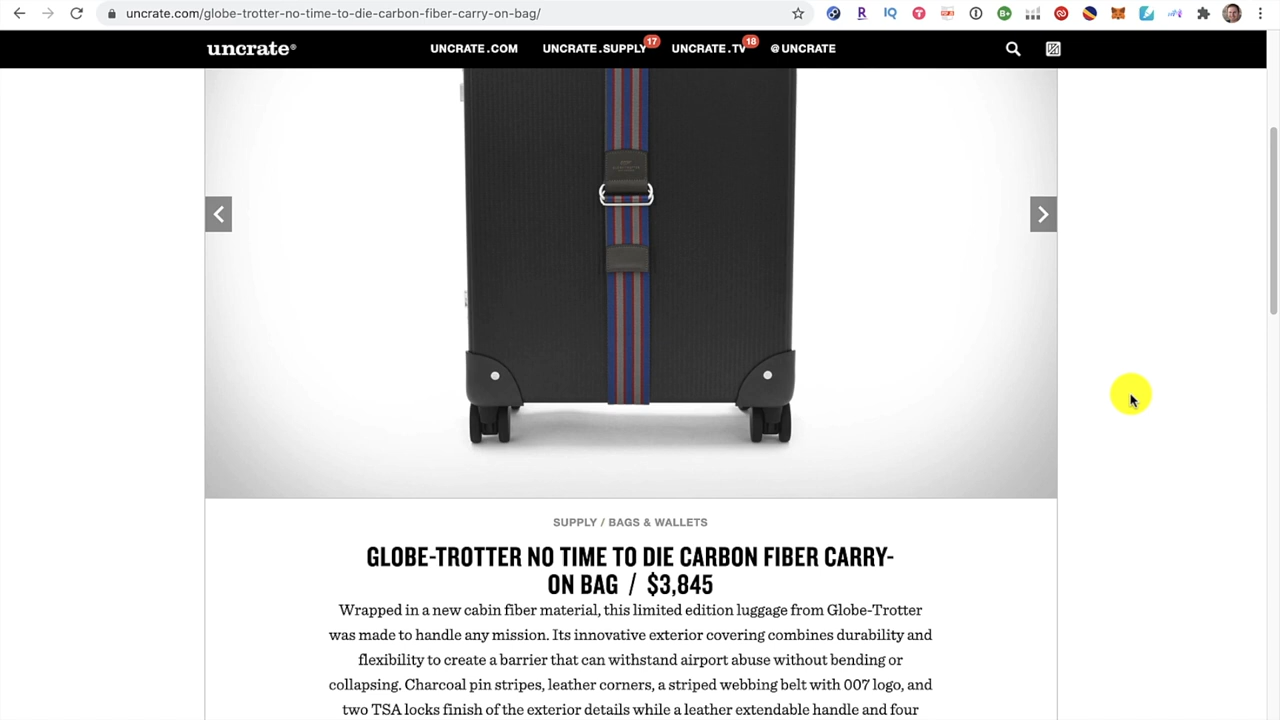 uncrate.com/globe-trotter-no-time-to-die-carbon-fiber-carry-on-bag/
uncrate®
UNCRATE.COM
UNCRATE.SUPPLY 17
UNCRATE.TV 18
@UNCRATE
SUPPLY / BAGS & WALLETS
GLOBE-TROTTER NO TIME TO DIE CARBON FIBER CARRY-
ON BAG / $3,845
Wrapped in a new cabin fiber material, this limited edition luggage from Globe-Trotter
was made to handle any mission. Its innovative exterior covering combines durability and
flexibility to create a barrier that can withstand airport abuse without bending or
collapsing. Charcoal pin stripes, leather corners, a striped webbing belt with 007 logo, and
two TSA locks finish of the exterior details while a leather extendable handle and four